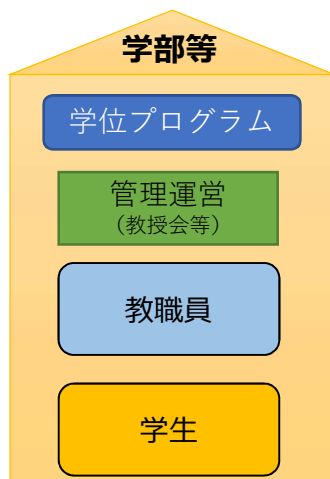 学部等
学位プログラム
管理運営
（教授会等）
教職員
学生